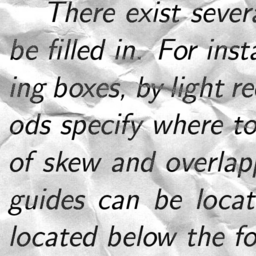 There exist severa
be filled in. For insta
ing boxes, by light re
ods specify where to
of skew and overlapp
guides can be locat
located below the fo